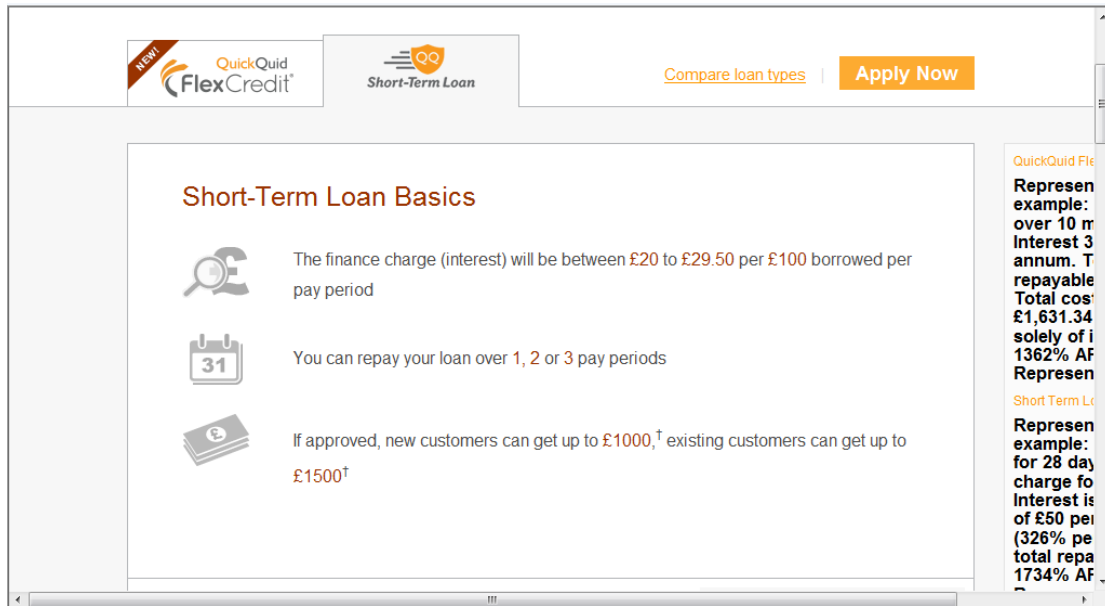 NEW!
QuickQuid
FlexCredit®
QQ
Short-Term Loan
Compare loan types | Apply Now
Short-Term Loan Basics
The finance charge (interest) will be between £20 to £29.50 per £100 borrowed per
pay period
31
You can repay your loan over 1, 2 or 3 pay periods
£
If approved, new customers can get up to £1000,† existing customers can get up to
£1500†
QuickQuid Fle
Represen
example:
over 10 m
Interest 3
annum. T
repayable
Total cost
£1,631.34
solely of i
1362% AP
Represen
Short Term Lo
Represen
example:
for 28 day
charge fo
Interest is
of £50 per
(326% pe
total repa
1734% AP